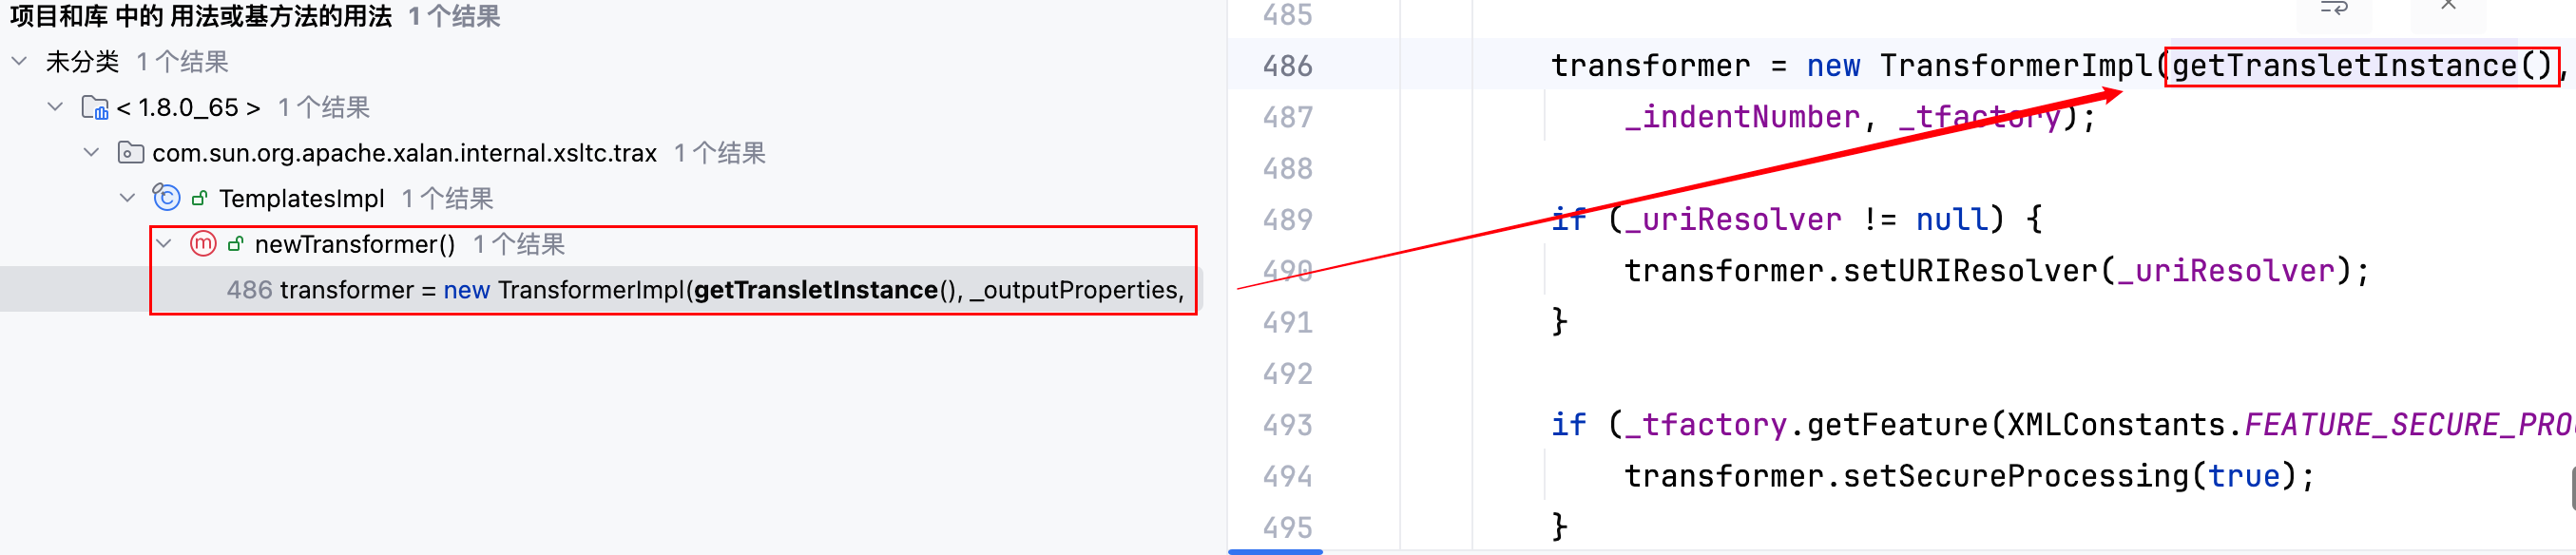 项目和库 中的 用法或基方法的用法 1 个结果
未分类 1 个结果
< 1.8.0_65 > 1 个结果
com.sun.org.apache.xalan.internal.xsltc.trax 1 个结果
TemplatesImpl 1 个结果
newTransformer() 1 个结果
486 transformer = new TransformerImpl(getTransletInstance(), _outputProperties,
485
486 transformer = new TransformerImpl(getTransletInstance(),
487 _indentNumber, _tfactory);
488
489 if (_uriResolver != null) {
490 transformer.setURIResolver(_uriResolver);
491 }
492
493 if (_tfactory.getFeature(XMLConstants.FEATURE_SECURE_PRO
494 transformer.setSecureProcessing(true);
495 }